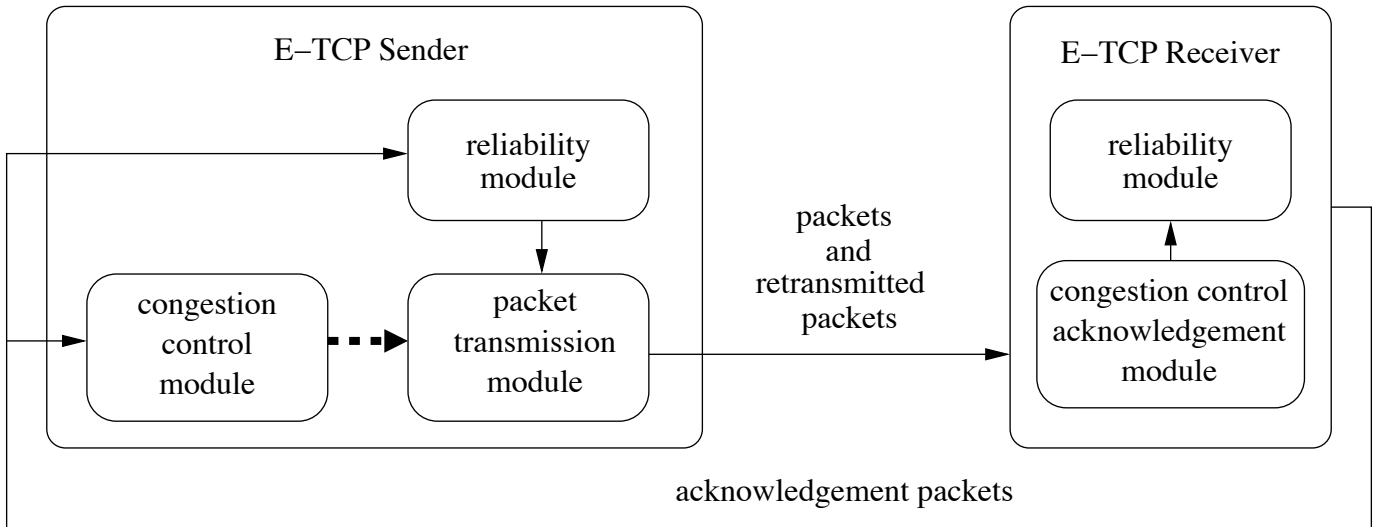 E–TCP Sender
reliability
module
congestion
control
module
packet
transmission
module
packets
and
retransmitted
packets
E–TCP Receiver
reliability
module
congestion control
acknowledgement
module
acknowledgement packets